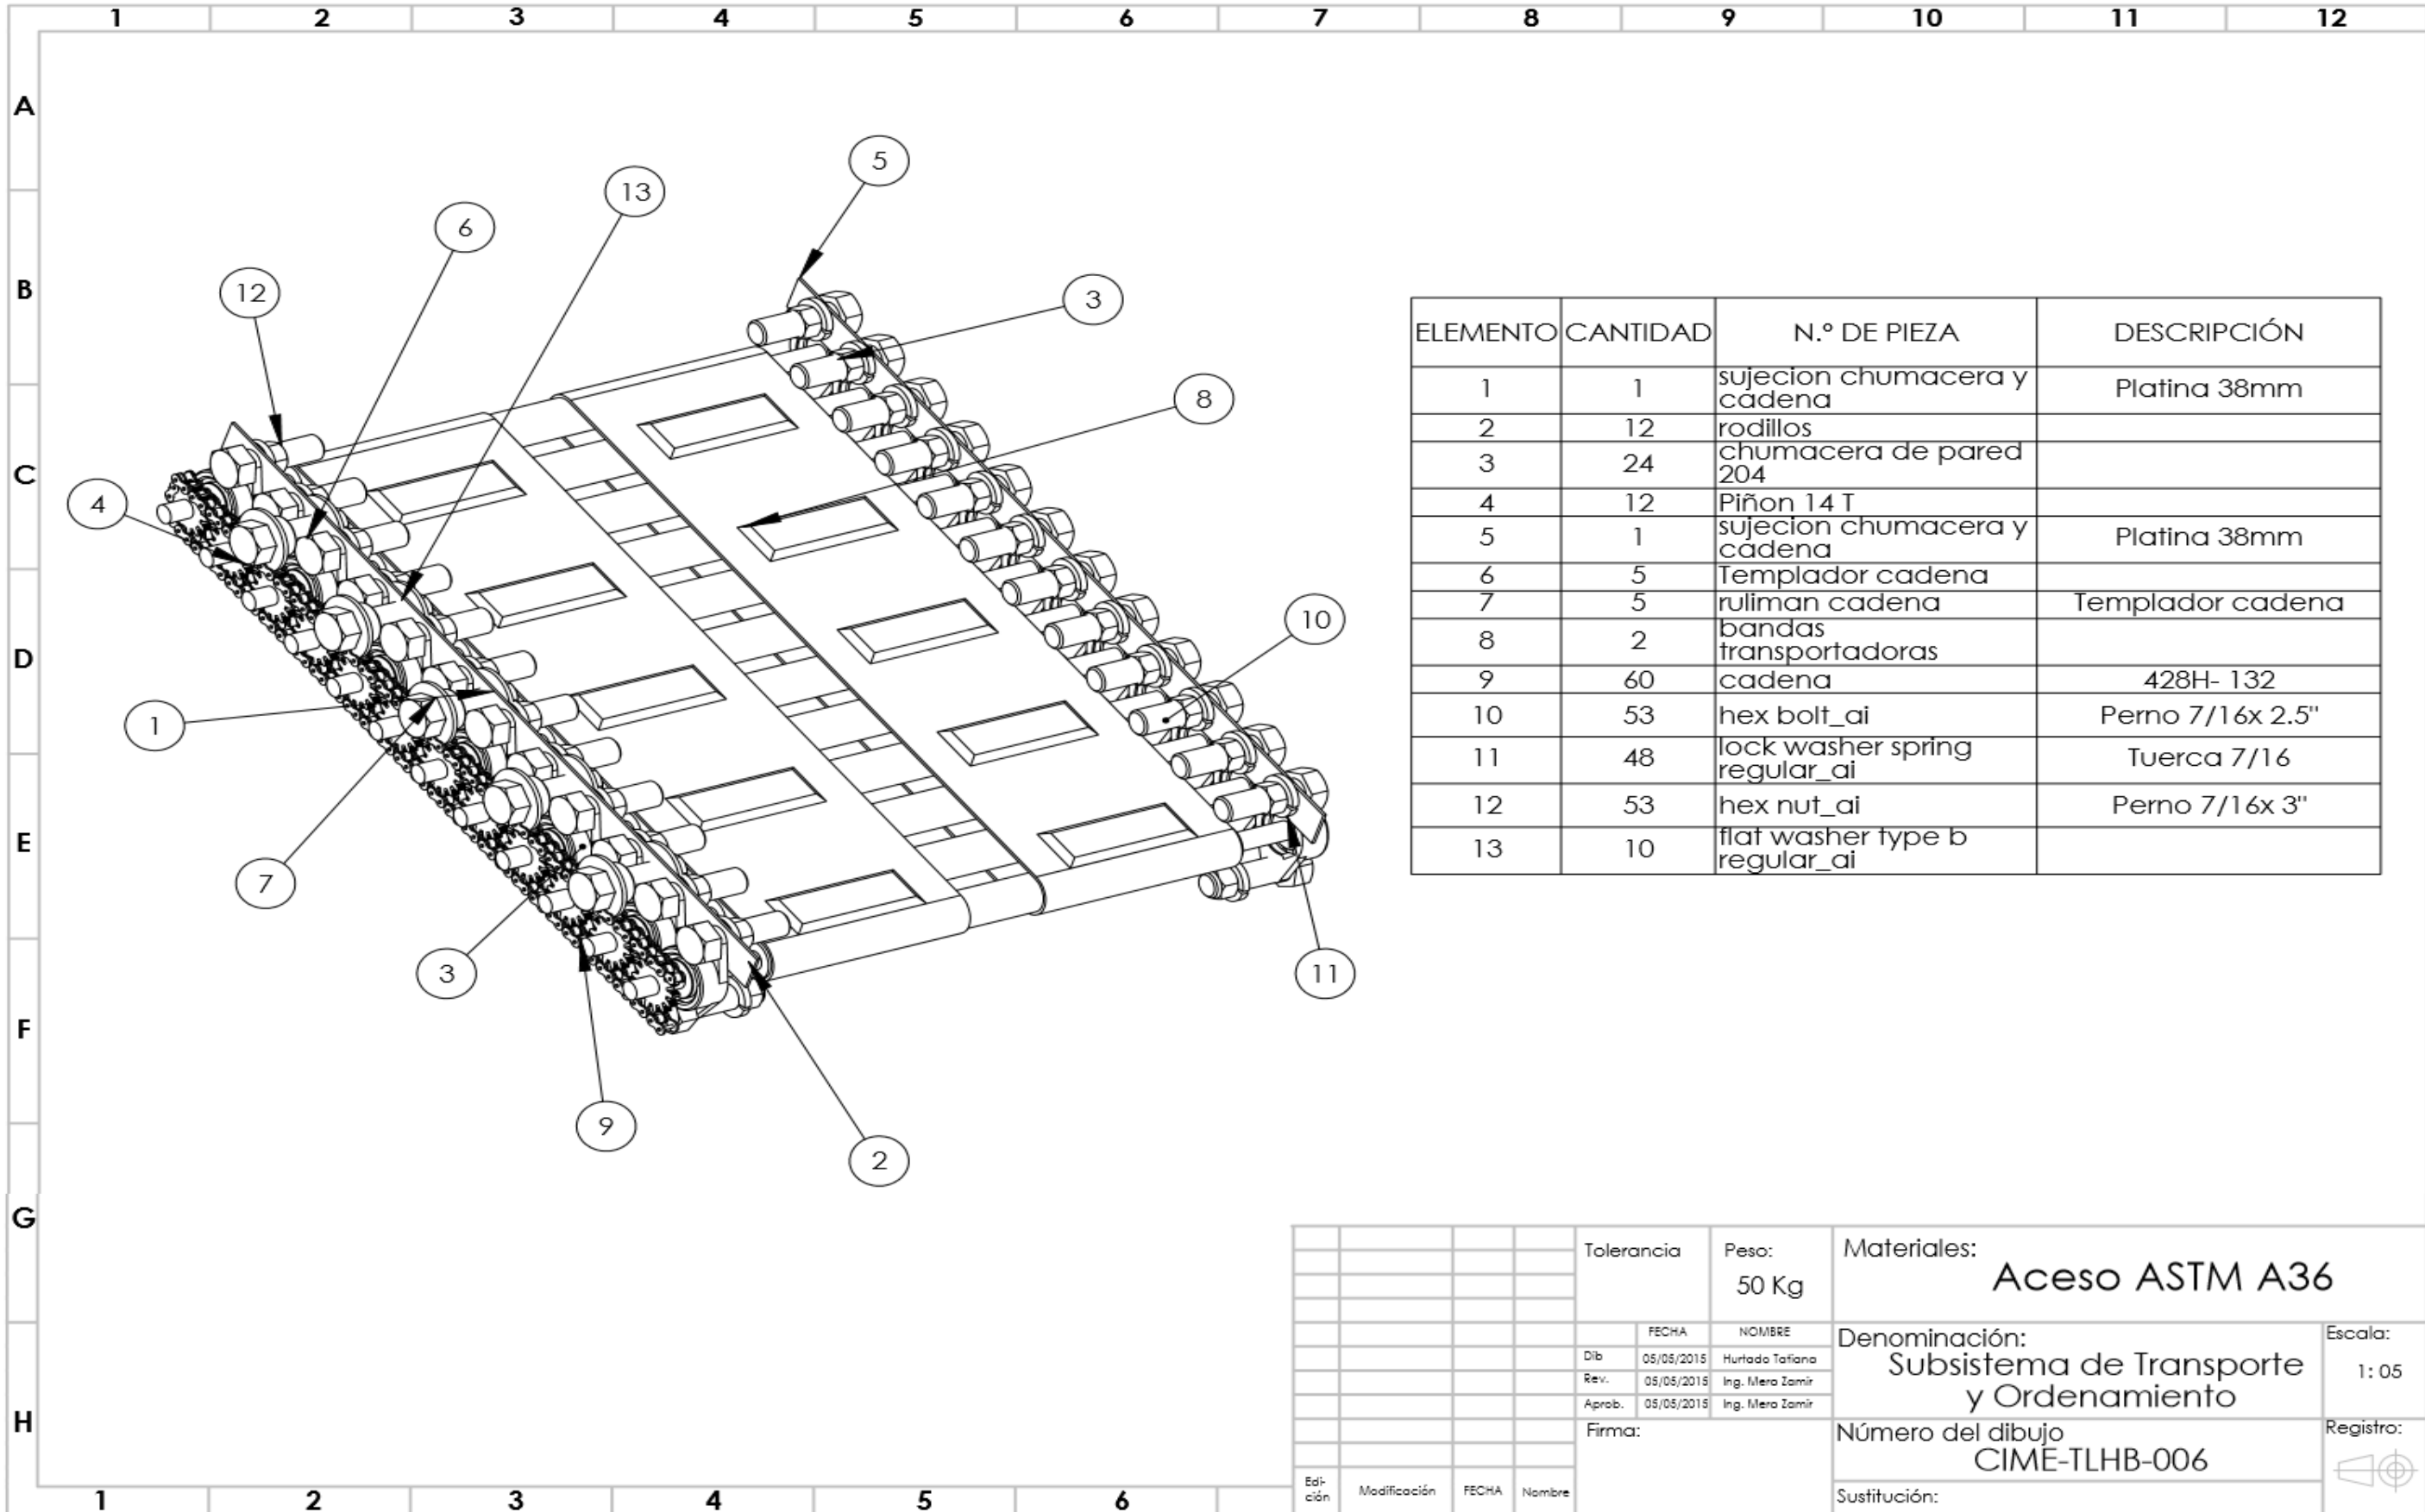 1 2 3 4 5 6 7 8 9 10 11 12
A
B
C
D
E
F
G
H
5
13
6
12
3
8
4
10
1
7
3
11
9
2
ELEMENTO CANTIDAD N.º DE PIEZA DESCRIPCIÓN
1 1 sujecion chumacera y cadena Platina 38mm
2 12 rodillos
3 24 chumacera de pared 204
4 12 Piñon 14 T
5 1 sujecion chumacera y cadena Platina 38mm
6 5 Templador cadena
7 5 ruliman cadena Templador cadena
8 2 bandas transportadoras
9 60 cadena 428H- 132
10 53 hex bolt_ai Perno 7/16x 2.5"
11 48 lock washer spring regular_ai Tuerca 7/16
12 53 hex nut_ai Perno 7/16x 3"
13 10 flat washer type b regular_ai
Tolerancia
Peso:
50 Kg
Materiales:
Aceso ASTM A36
FECHA NOMBRE
Dib 05/05/2015 Hurtado Tatiana
Rev. 05/05/2015 Ing. Mera Zamir
Aprob. 05/05/2015 Ing. Mera Zamir
Denominación:
Subsistema de Transporte
y Ordenamiento
Escala:
1: 05
Firma:
Número del dibujo
CIME-TLHB-006
Registro:
Edi-
ción
Modificación FECHA Nombre
Sustitución:
1 2 3 4 5 6